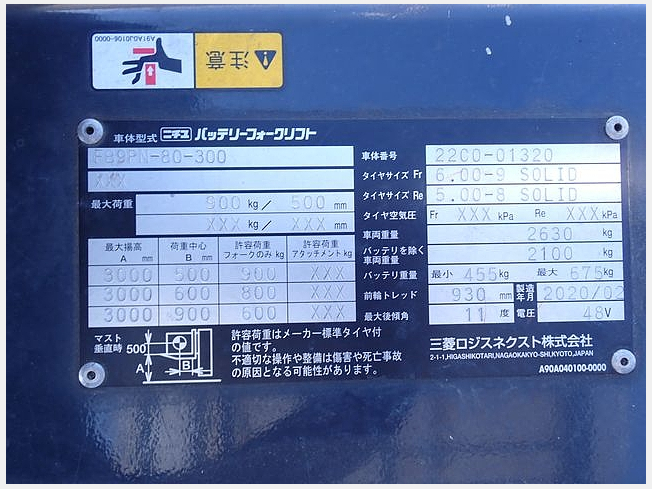 A91AGJ0106-0000
注意
車体型式 ニチユ バッテリーフォークリフト
FB9PN-80-300
XXX
最大荷重 900 kg/ 500 mm
XXX kg/ XXX mm
最大揚高 A mm 荷重中心 B mm 許容荷重 フォークのみ kg 許容荷重 アタッチメント kg
3000 500 900 XXX
3000 600 800 XXX
3000 900 600 XXX
マスト垂直時 500 A B
許容荷重はメーカー標準タイヤ付
の値です。
不適切な操作や整備は傷害や死亡事故
の原因となる可能性があります。
車体番号 22C0-01320
タイヤサイズ Fr 6.00-9 SOLID
タイヤサイズ Re 5.00-8 SOLID
タイヤ空気圧 Fr XXX kPa Re XXX kPa
車両重量 2630 kg
バッテリを除く車両重量 2100 kg
バッテリ重量 最小 455 kg 最大 675 kg
前輪トレッド 930 mm 製造年月 2020/02
最大後傾角 11 度 電圧 48 V
三菱ロジスネクスト株式会社
2-1-1,HIGASHIKOTARI,NAGAOKAKYO-SHI,KYOTO,JAPAN
A90A040100-0000